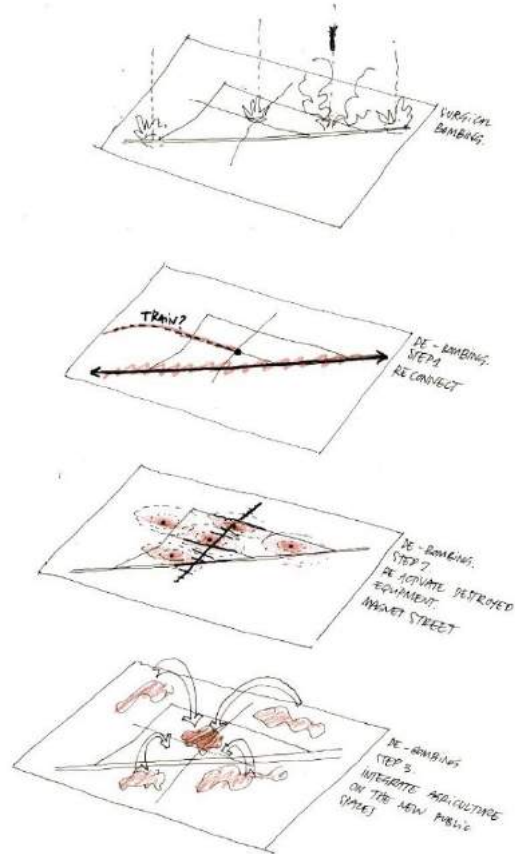 SURGICAL
BOMBING.
TRAIN?
DE-BOMBING.
STEP 1
RECONNECT
DE-BOMBING.
STEP 2
RE ACTIVATE DESTROYED
EQUIPMENT.
MAGNET STREET
DE-BOMBING
STEP 3.
INTEGRATE AGRICULTURE
ON THE NEW PUBLIC
SPACES